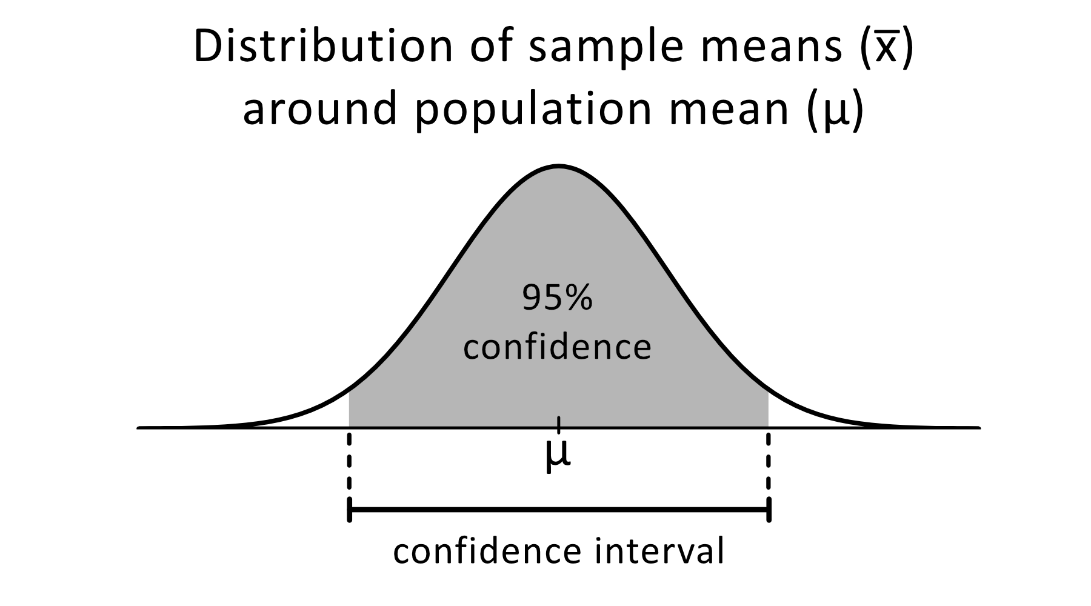 Distribution of sample means (x̅)
around population mean (μ)
95%
confidence
μ
confidence interval